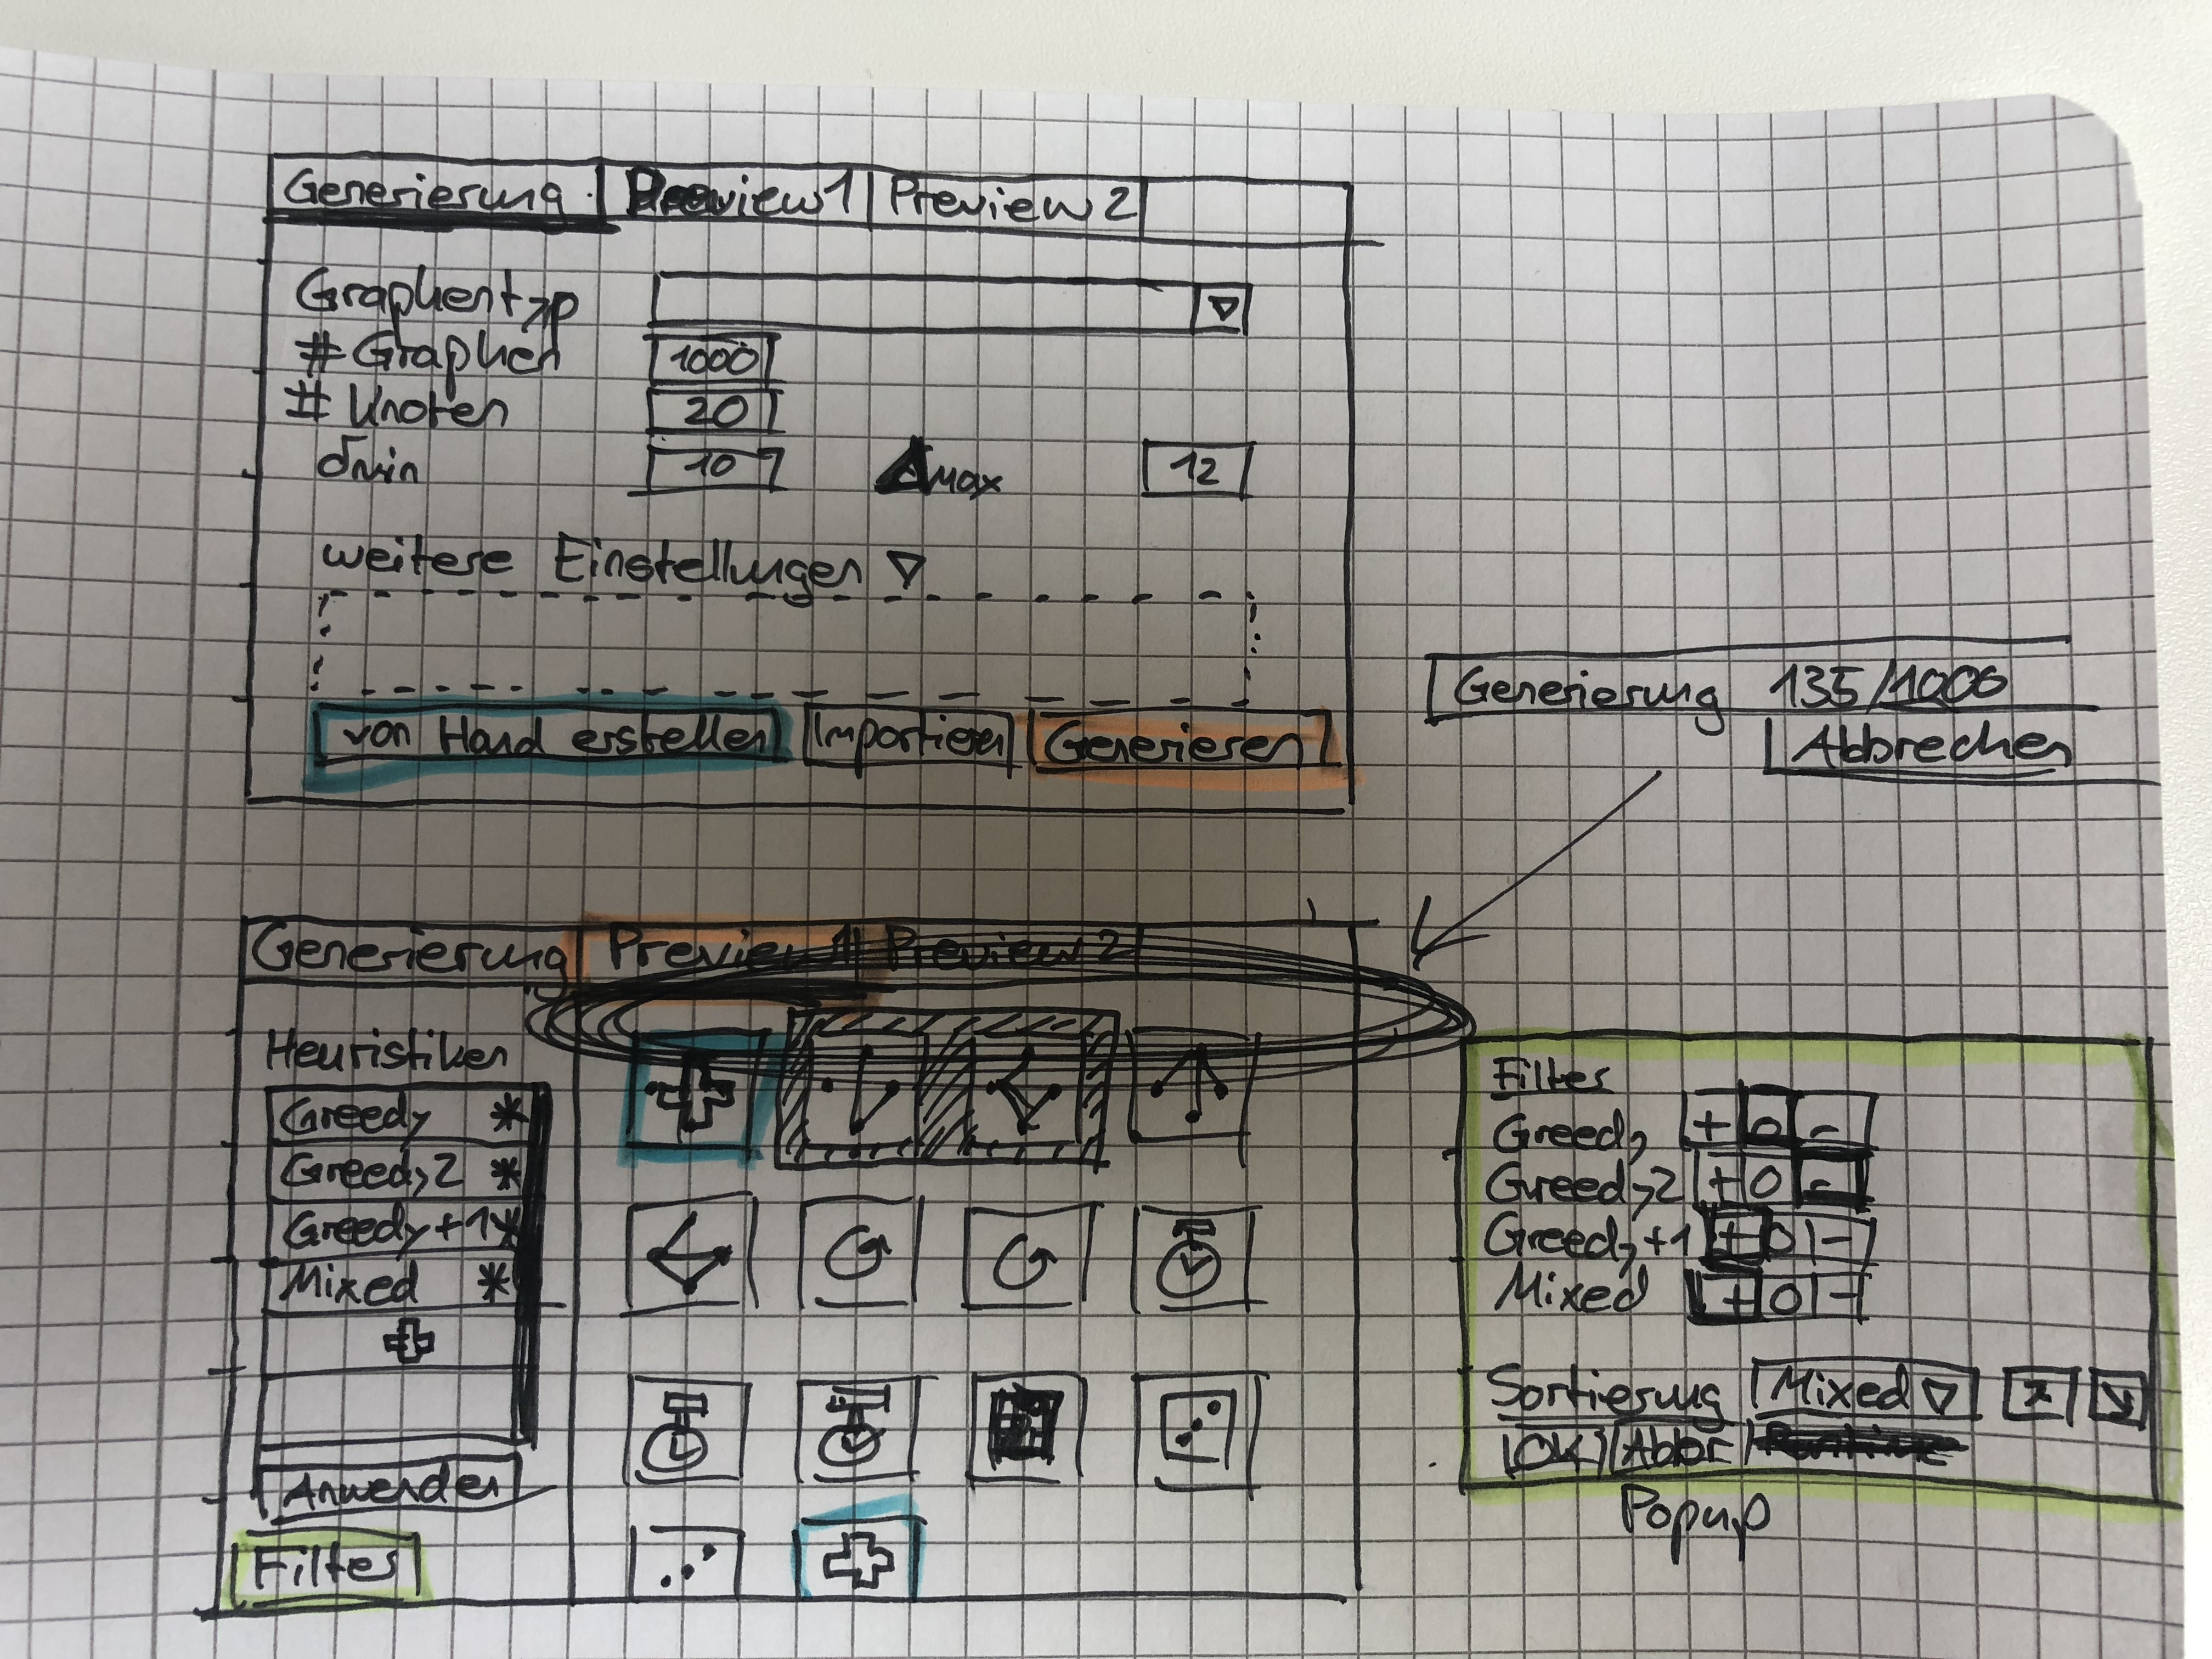 Generierung Preview 1 Preview 2
Graphentyp
# Graphen 1000
# Knoten 20
dmin 10 Δmax 12
weitere Einstellungen ▽
von Hand erstellen Importieren Generieren
Generierung 135/1000
Abbrechen
Generierung Preview 1 Preview 2
Heuristiken
Greedy *
Greedy 2 *
Greedy+1 *
Mixed *
Anwenden
Filter
Filter
Greedy + 0 -
Greedy 2 + 0 -
Greedy+1 + 0 -
Mixed + 0 -
Sortierung Mixed ▽
OK Abbr
Popup